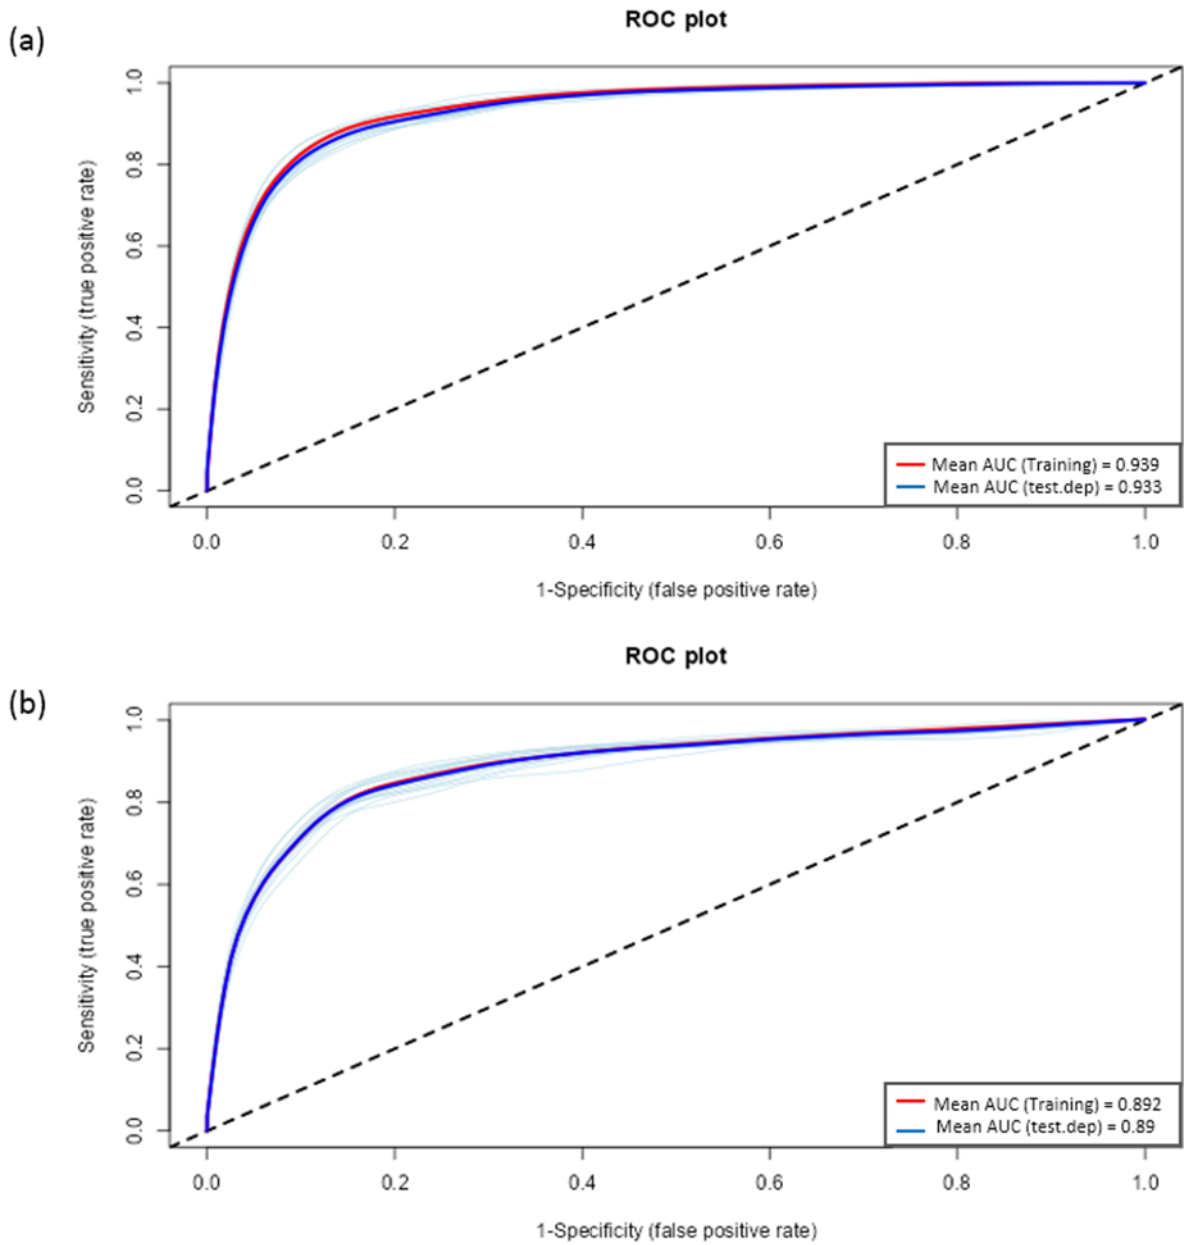 (a)
ROC plot
Sensitivity (true positive rate)
1.0
0.8
0.6
0.4
0.2
0.0
Mean AUC (Training) = 0.939
Mean AUC (test.dep) = 0.933
0.0 0.2 0.4 0.6 0.8 1.0
1-Specificity (false positive rate)
(b)
ROC plot
Sensitivity (true positive rate)
1.0
0.8
0.6
0.4
0.2
0.0
Mean AUC (Training) = 0.892
Mean AUC (test.dep) = 0.89
0.0 0.2 0.4 0.6 0.8 1.0
1-Specificity (false positive rate)